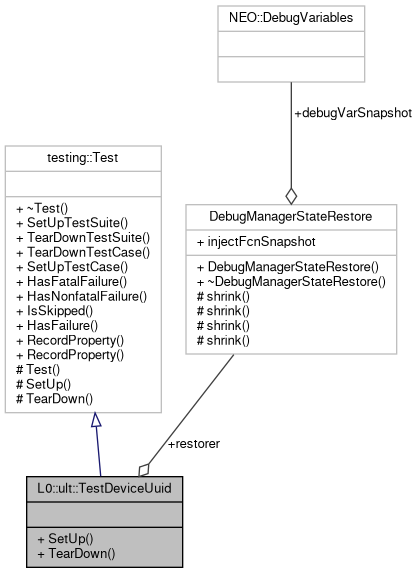 NEO::DebugVariables
+debugVarSnapshot
testing::Test
+ ~Test()
+ SetUpTestSuite()
+ TearDownTestSuite()
+ TearDownTestCase()
+ SetUpTestCase()
+ HasFatalFailure()
+ HasNonfatalFailure()
+ IsSkipped()
+ HasFailure()
+ RecordProperty()
+ RecordProperty()
# Test()
# SetUp()
# TearDown()
DebugManagerStateRestore
+ injectFcnSnapshot
+ DebugManagerStateRestore()
+ ~DebugManagerStateRestore()
# shrink()
# shrink()
# shrink()
# shrink()
+restorer
L0::ult::TestDeviceUuid
+ SetUp()
+ TearDown()